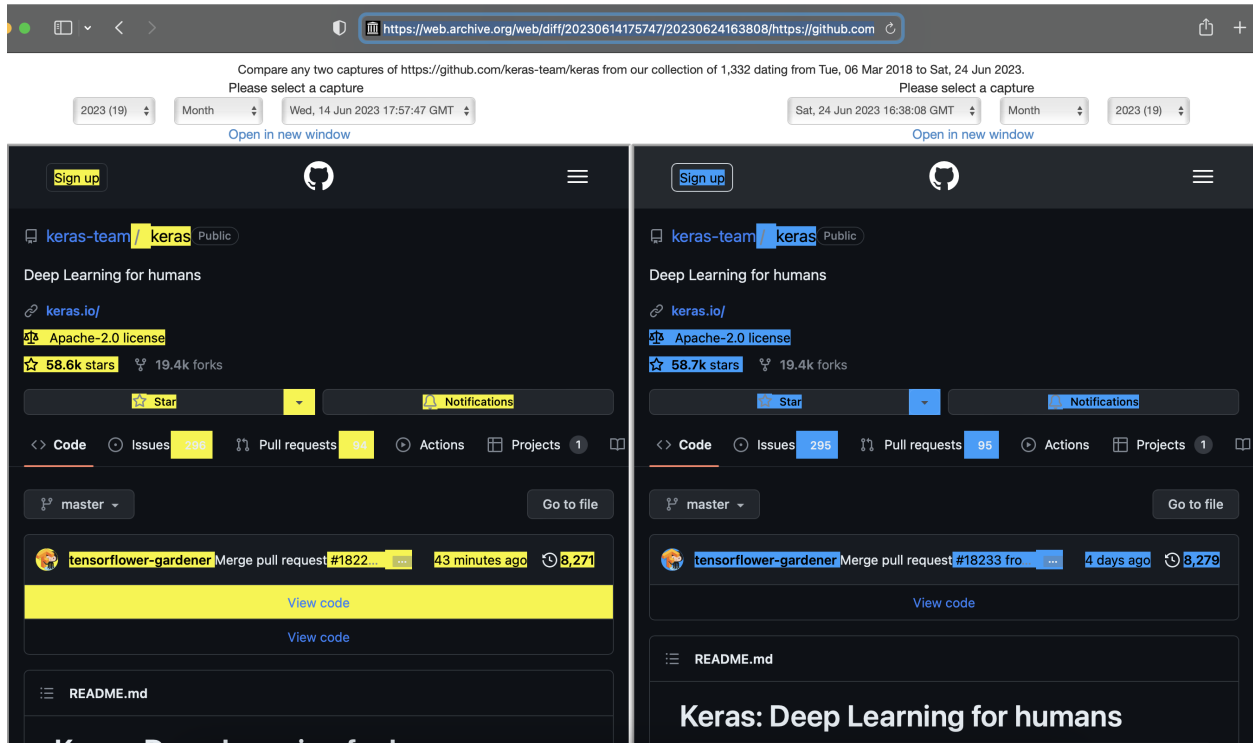 https://web.archive.org/web/diff/20230614175747/20230624163808/https://github.com
Compare any two captures of https://github.com/keras-team/keras from our collection of 1,332 dating from Tue, 06 Mar 2018 to Sat, 24 Jun 2023.
Please select a capture
2023 (19) Month Wed, 14 Jun 2023 17:57:47 GMT
Open in new window
Please select a capture
Sat, 24 Jun 2023 16:38:08 GMT Month 2023 (19)
Open in new window
Sign up
keras-team / keras Public
Deep Learning for humans
keras.io/
Apache-2.0 license
58.6k stars 19.4k forks
Star Notifications
Code Issues 296 Pull requests 94 Actions Projects 1
master Go to file
tensorflower-gardener Merge pull request #1822... ... 43 minutes ago 8,271
View code
View code
README.md
Sign up
keras-team / keras Public
Deep Learning for humans
keras.io/
Apache-2.0 license
58.7k stars 19.4k forks
Star Notifications
Code Issues 295 Pull requests 95 Actions Projects 1
master Go to file
tensorflower-gardener Merge pull request #18233 fro ... 4 days ago 8,279
View code
README.md
Keras: Deep Learning for humans